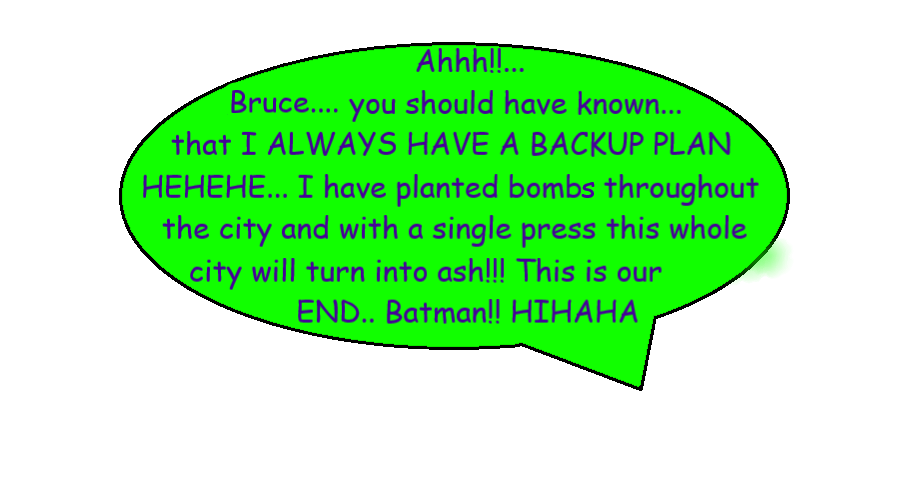 Ahhh!!...
Bruce.... you should have known...
that I ALWAYS HAVE A BACKUP PLAN
HEHEHE... I have planted bombs throughout
the city and with a single press this whole
city will turn into ash!!! This is our
END.. Batman!! HIHAHA